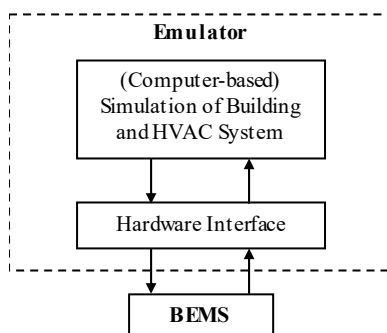 Emulator
(Computer-based)
Simulation of Building
and HVAC System
Hardware Interface
BEMS